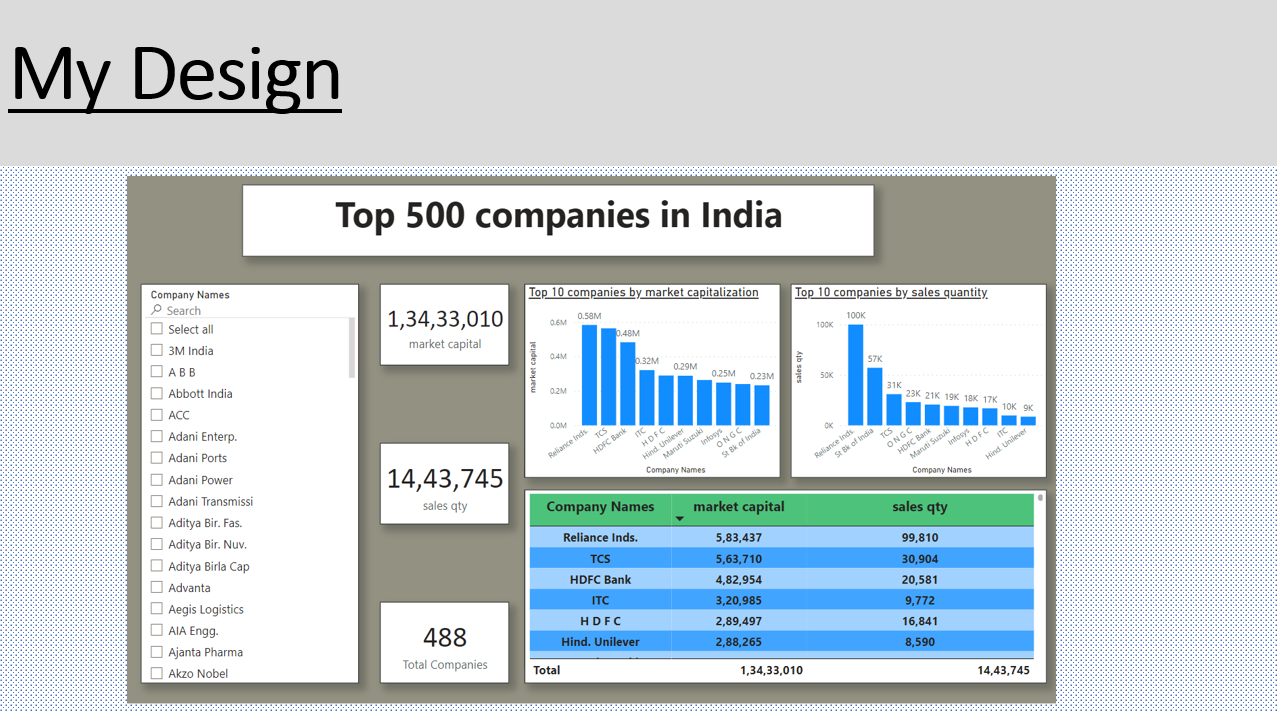 My Design
Top 500 companies in India
Company Names
Search
Select all
3M India
A B B
Abbott India
ACC
Adani Enterp.
Adani Ports
Adani Power
Adani Transmissi
Aditya Bir. Fas.
Aditya Bir. Nuv.
Aditya Birla Cap
Advanta
Aegis Logistics
AIA Engg.
Ajanta Pharma
Akzo Nobel
1,34,33,010
market capital
14,43,745
sales qty
488
Total Companies
Top 10 companies by market capitalization
market capital
0.6M
0.4M
0.2M
0.0M
0.58M
0.48M
0.32M
0.29M
0.25M
0.23M
Reliance Inds.
TCS
HDFC Bank
ITC
H D F C
Hind. Unilever
Maruti Suzuki
Infosys
O N G C
St Bk of India
Company Names
Top 10 companies by sales quantity
sales qty
100K
50K
0K
100K
57K
31K
23K
21K
19K
18K
17K
10K
9K
Reliance Inds.
St Bk of India
TCS
O N G C
HDFC Bank
Maruti Suzuki
Infosys
H D F C
ITC
Hind. Unilever
Company Names
Company Names market capital sales qty
Reliance Inds. 5,83,437 99,810
TCS 5,63,710 30,904
HDFC Bank 4,82,954 20,581
ITC 3,20,985 9,772
H D F C 2,89,497 16,841
Hind. Unilever 2,88,265 8,590
Total 1,34,33,010 14,43,745